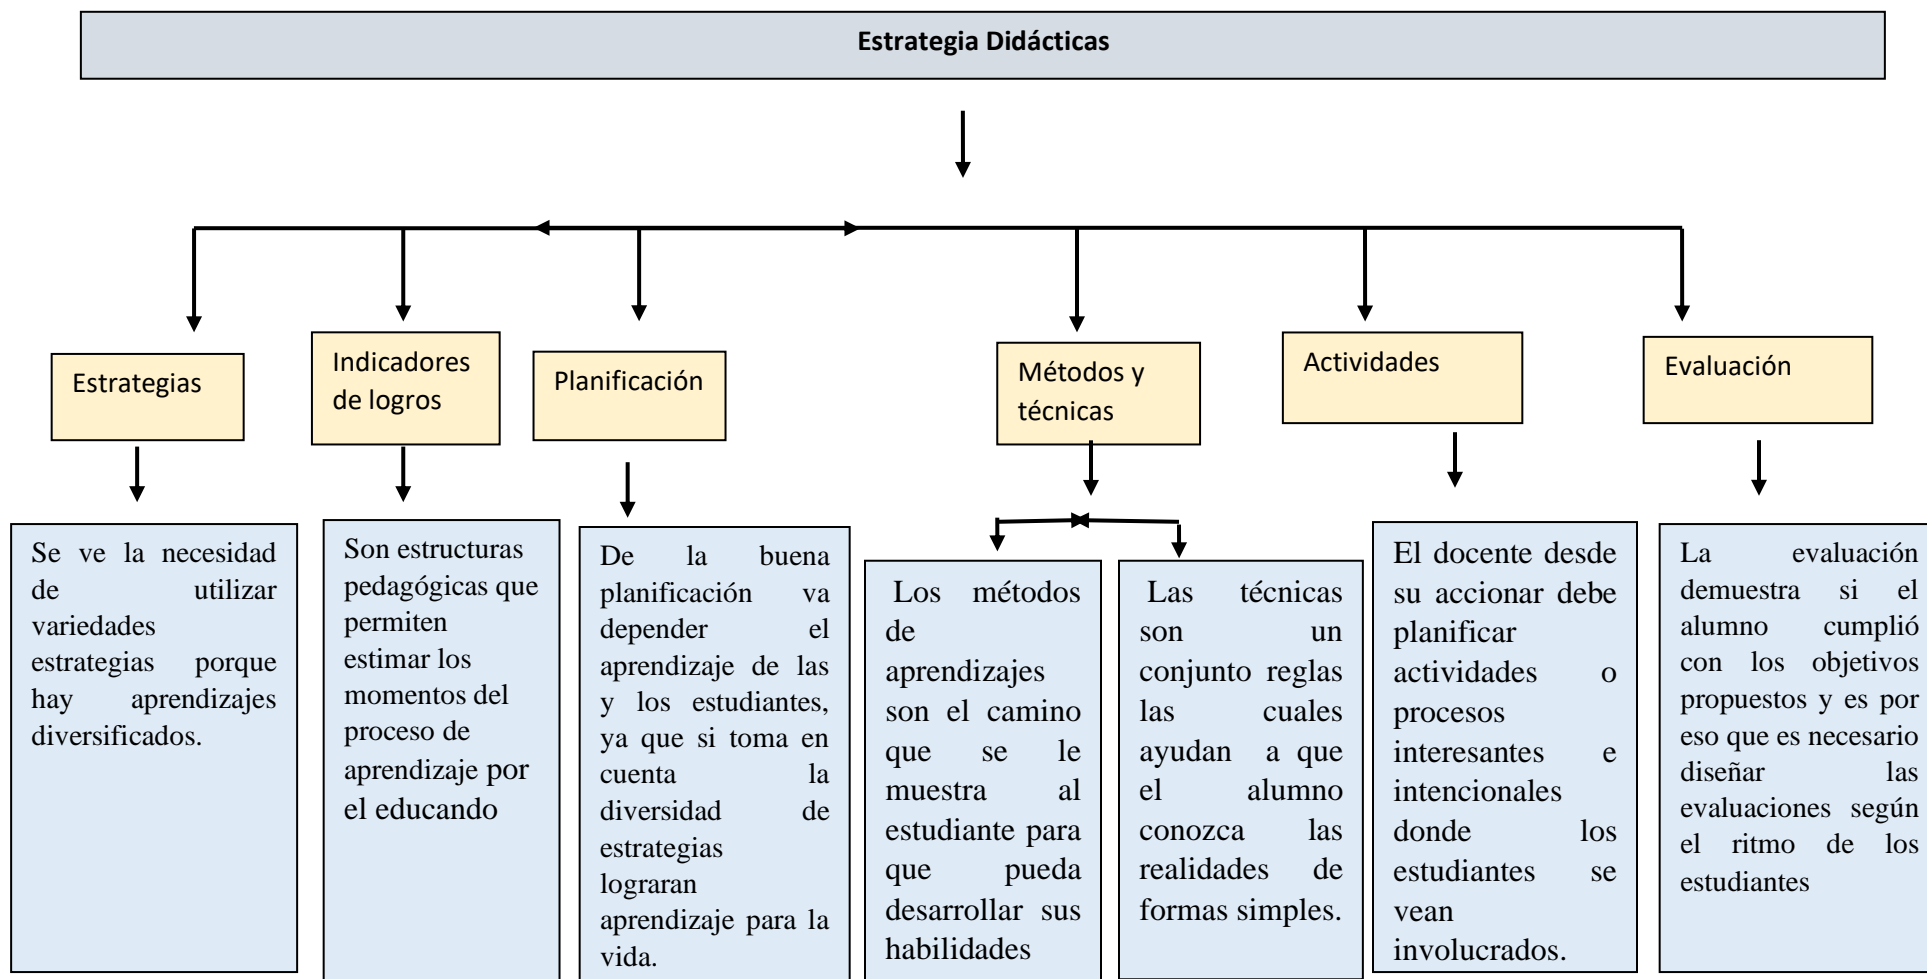 Estrategia Didácticas
Estrategias
Indicadores
de logros
Planificación
Métodos y
técnicas
Actividades
Evaluación
Se ve la necesidad
de utilizar
variedades
estrategias porque
hay aprendizajes
diversificados.
Son estructuras
pedagógicas que
permiten
estimar los
momentos del
proceso de
aprendizaje por
el educando
De la buena
planificación va
depender el
aprendizaje de las
y los estudiantes,
ya que si toma en
cuenta la
diversidad de
estrategias
lograran
aprendizaje para la
vida.
Los métodos
de
aprendizajes
son el camino
que se le
muestra al
estudiante para
que pueda
desarrollar sus
habilidades
Las técnicas
son un
conjunto reglas
las cuales
ayudan a que
el alumno
conozca las
realidades de
formas simples.
El docente desde
su accionar debe
planificar
actividades o
procesos
interesantes e
intencionales
donde los
estudiantes se
vean
involucrados.
La evaluación
demuestra si el
alumno cumplió
con los objetivos
propuestos y es por
eso que es necesario
diseñar las
evaluaciones según
el ritmo de los
estudiantes